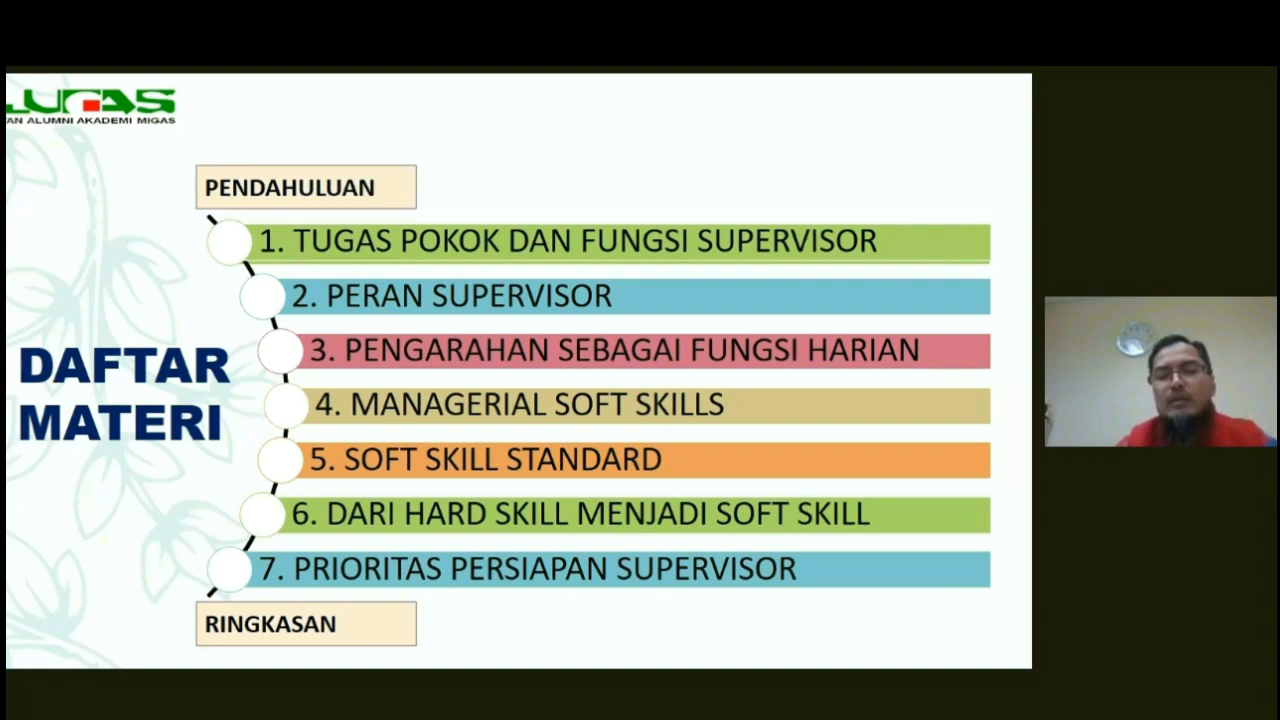 AN ALUMNI AKADEMI MIGAS
PENDAHULUAN
1. TUGAS POKOK DAN FUNGSI SUPERVISOR
2. PERAN SUPERVISOR
3. PENGARAHAN SEBAGAI FUNGSI HARIAN
4. MANAGERIAL SOFT SKILLS
5. SOFT SKILL STANDARD
6. DARI HARD SKILL MENJADI SOFT SKILL
7. PRIORITAS PERSIAPAN SUPERVISOR
DAFTAR
MATERI
RINGKASAN